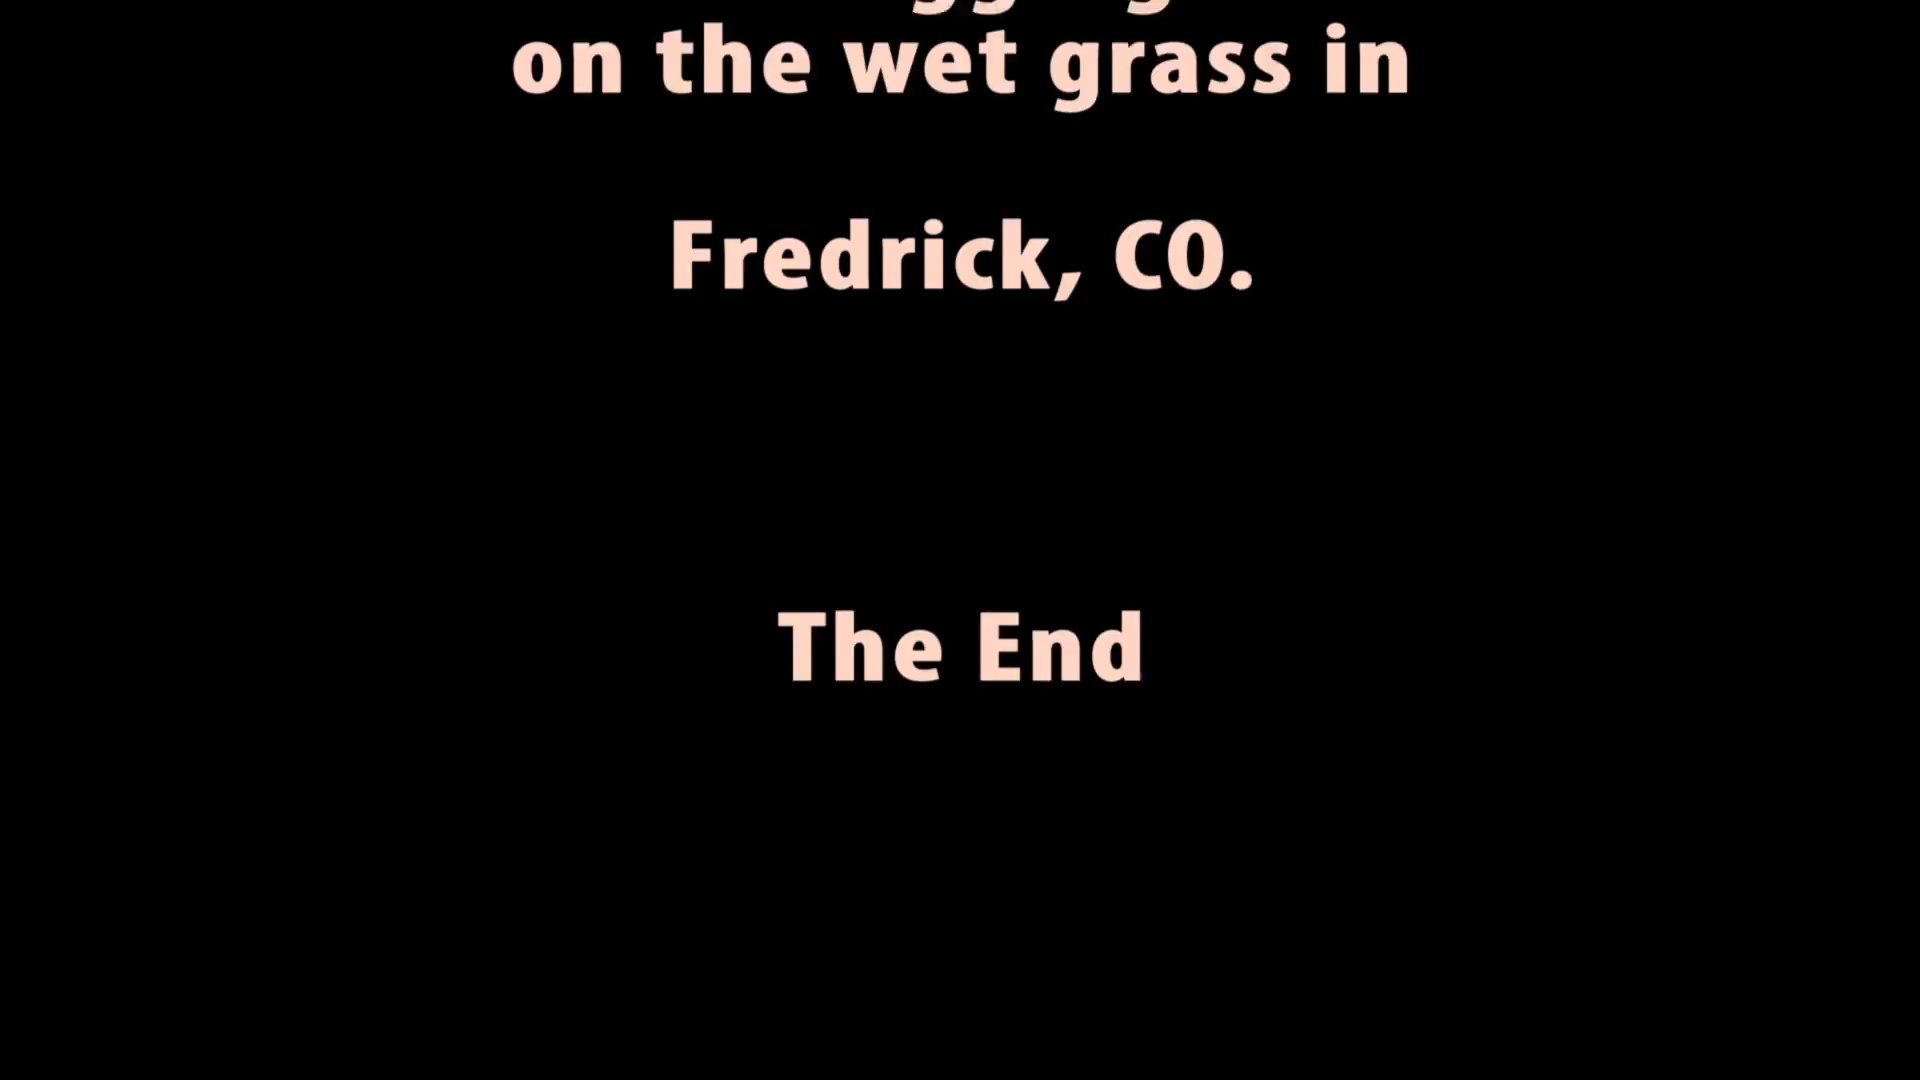 on the wet grass in
Fredrick, CO.
The End